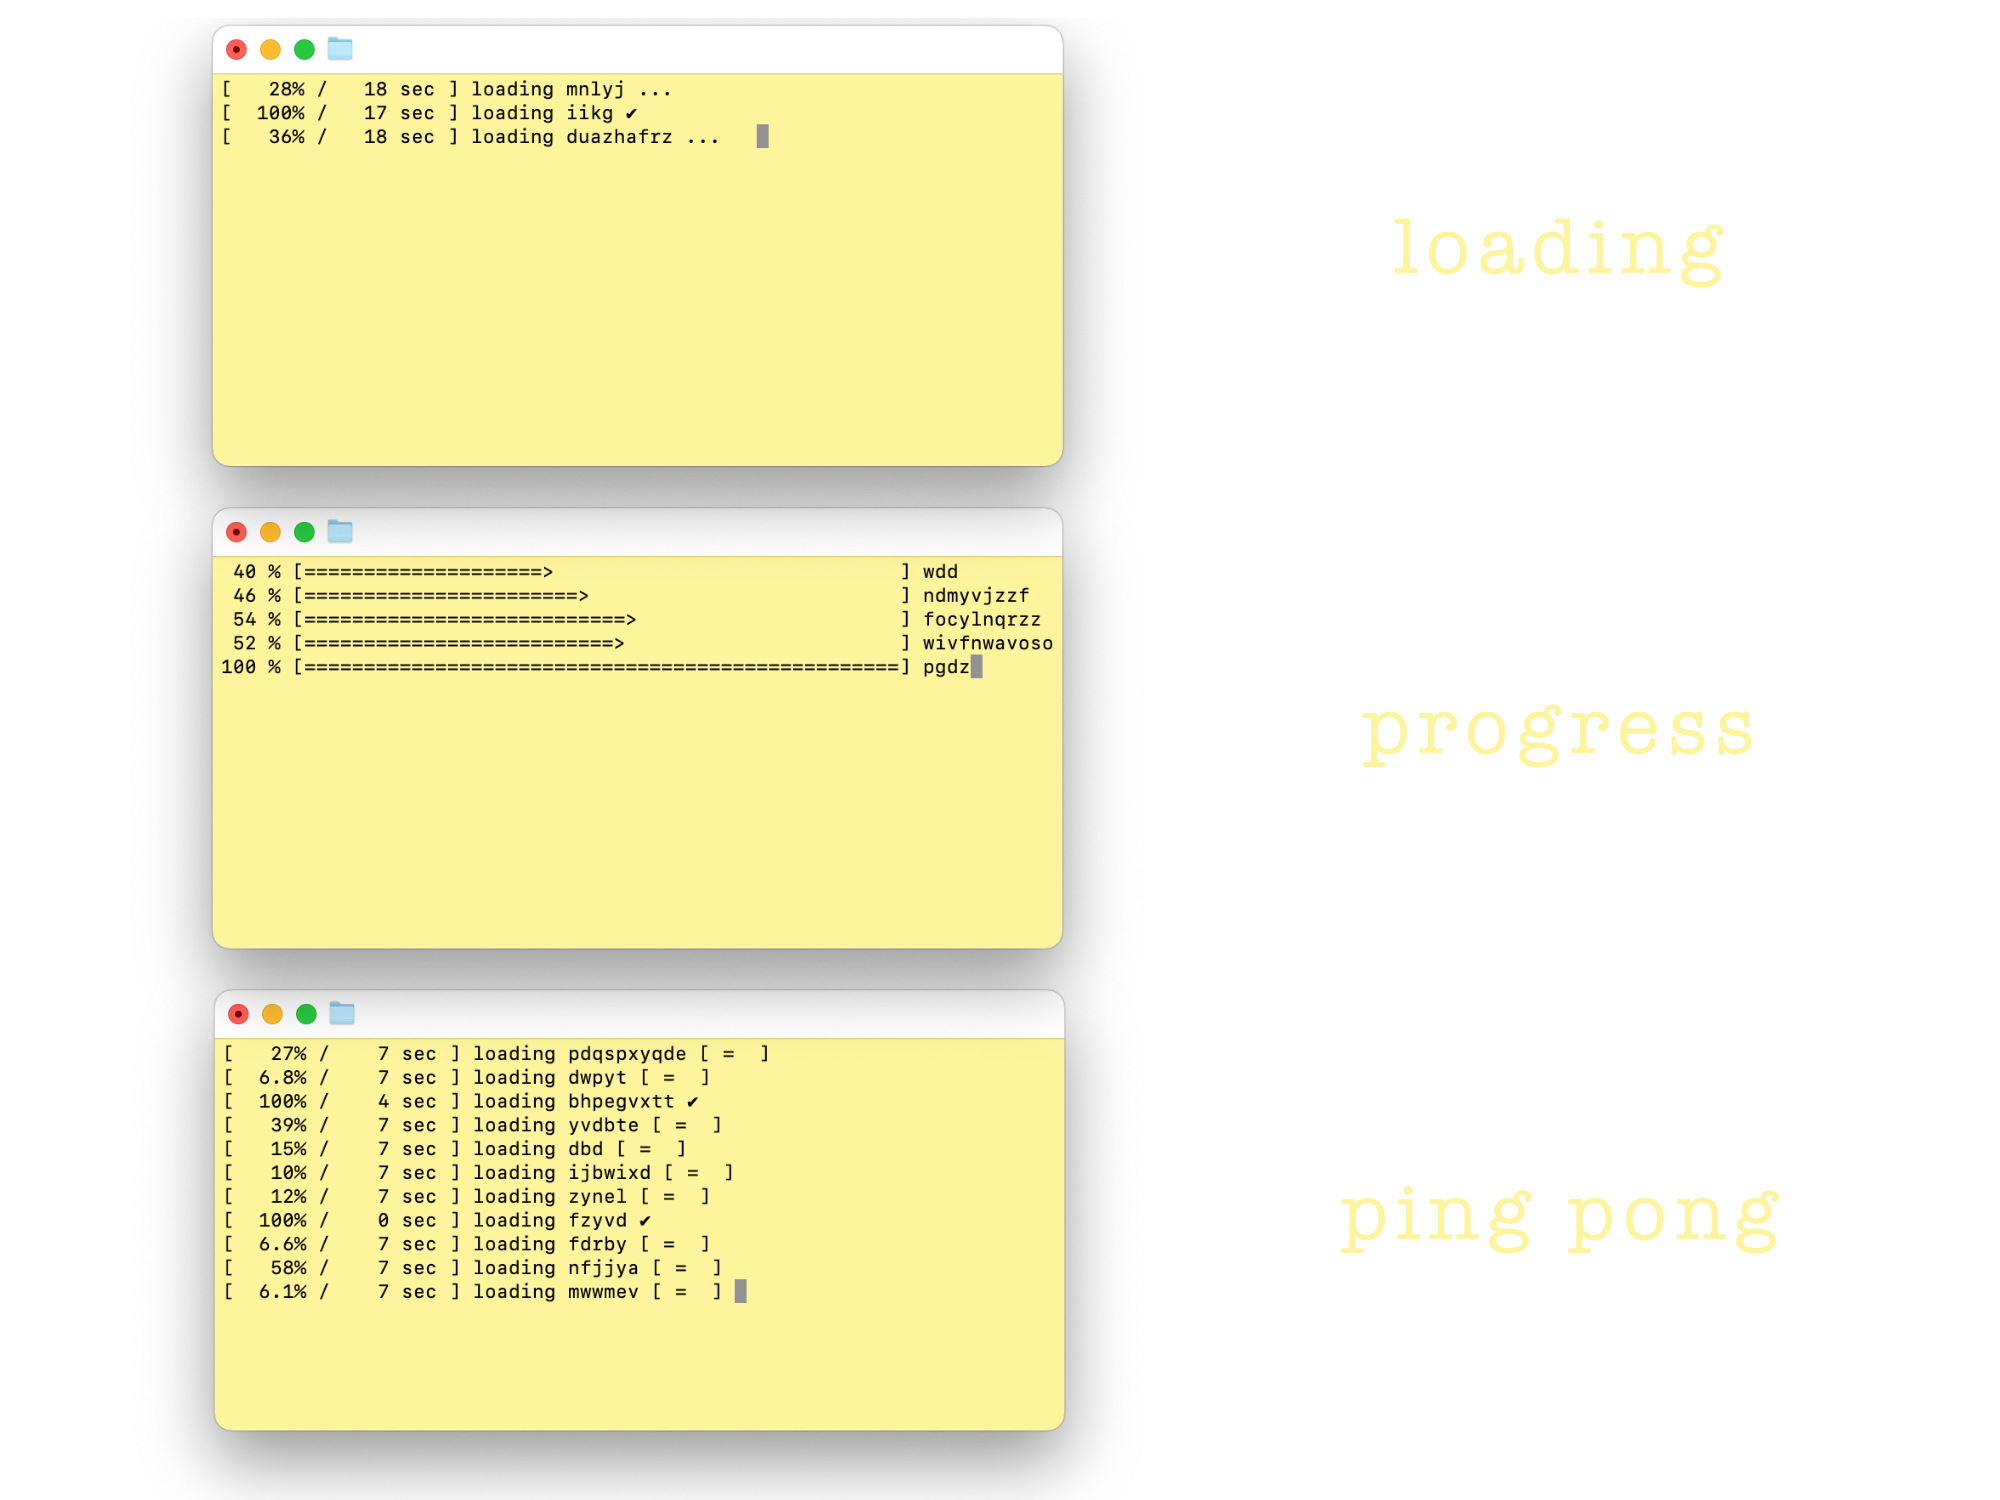 [   28% /   18 sec ] loading mnlyj ...
[  100% /   17 sec ] loading iikg ✔
[   36% /   18 sec ] loading duazhafrz ...
loading
 40 % [====================>                             ] wdd
 46 % [=======================>                          ] ndmyvjzzf
 54 % [===========================>                      ] focylnqrzz
 52 % [==========================>                       ] wivfnwavoso
100 % [==================================================] pgdz
progress
[   27% /    7 sec ] loading pdqspxyqde [ =  ]
[  6.8% /    7 sec ] loading dwpyt [ =  ]
[  100% /    4 sec ] loading bhpegvxtt ✔
[   39% /    7 sec ] loading yvdbte [ =  ]
[   15% /    7 sec ] loading dbd [ =  ]
[   10% /    7 sec ] loading ijbwixd [ =  ]
[   12% /    7 sec ] loading zynel [ =  ]
[  100% /    0 sec ] loading fzyvd ✔
[  6.6% /    7 sec ] loading fdrby [ =  ]
[   58% /    7 sec ] loading nfjjya [ =  ]
[  6.1% /    7 sec ] loading mwwmev [ =  ]
ping pong